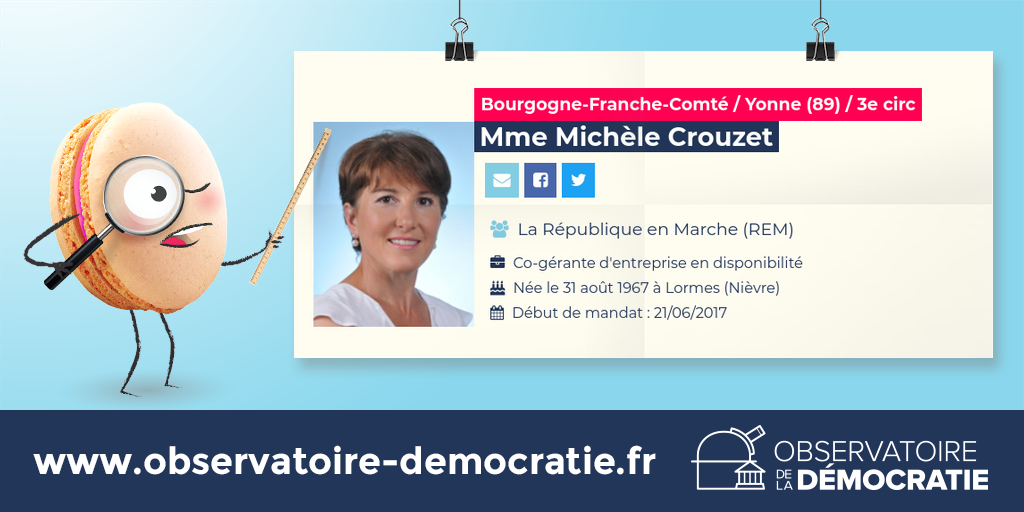 Bourgogne-Franche-Comté / Yonne (89) / 3e circ
Mme Michèle Crouzet
La République en Marche (REM)
Co-gérante d'entreprise en disponibilité
Née le 31 août 1967 à Lormes (Nièvre)
Début de mandat : 21/06/2017
www.observatoire-democratie.fr
OBSERVATOIRE
DE LA DÉMOCRATIE